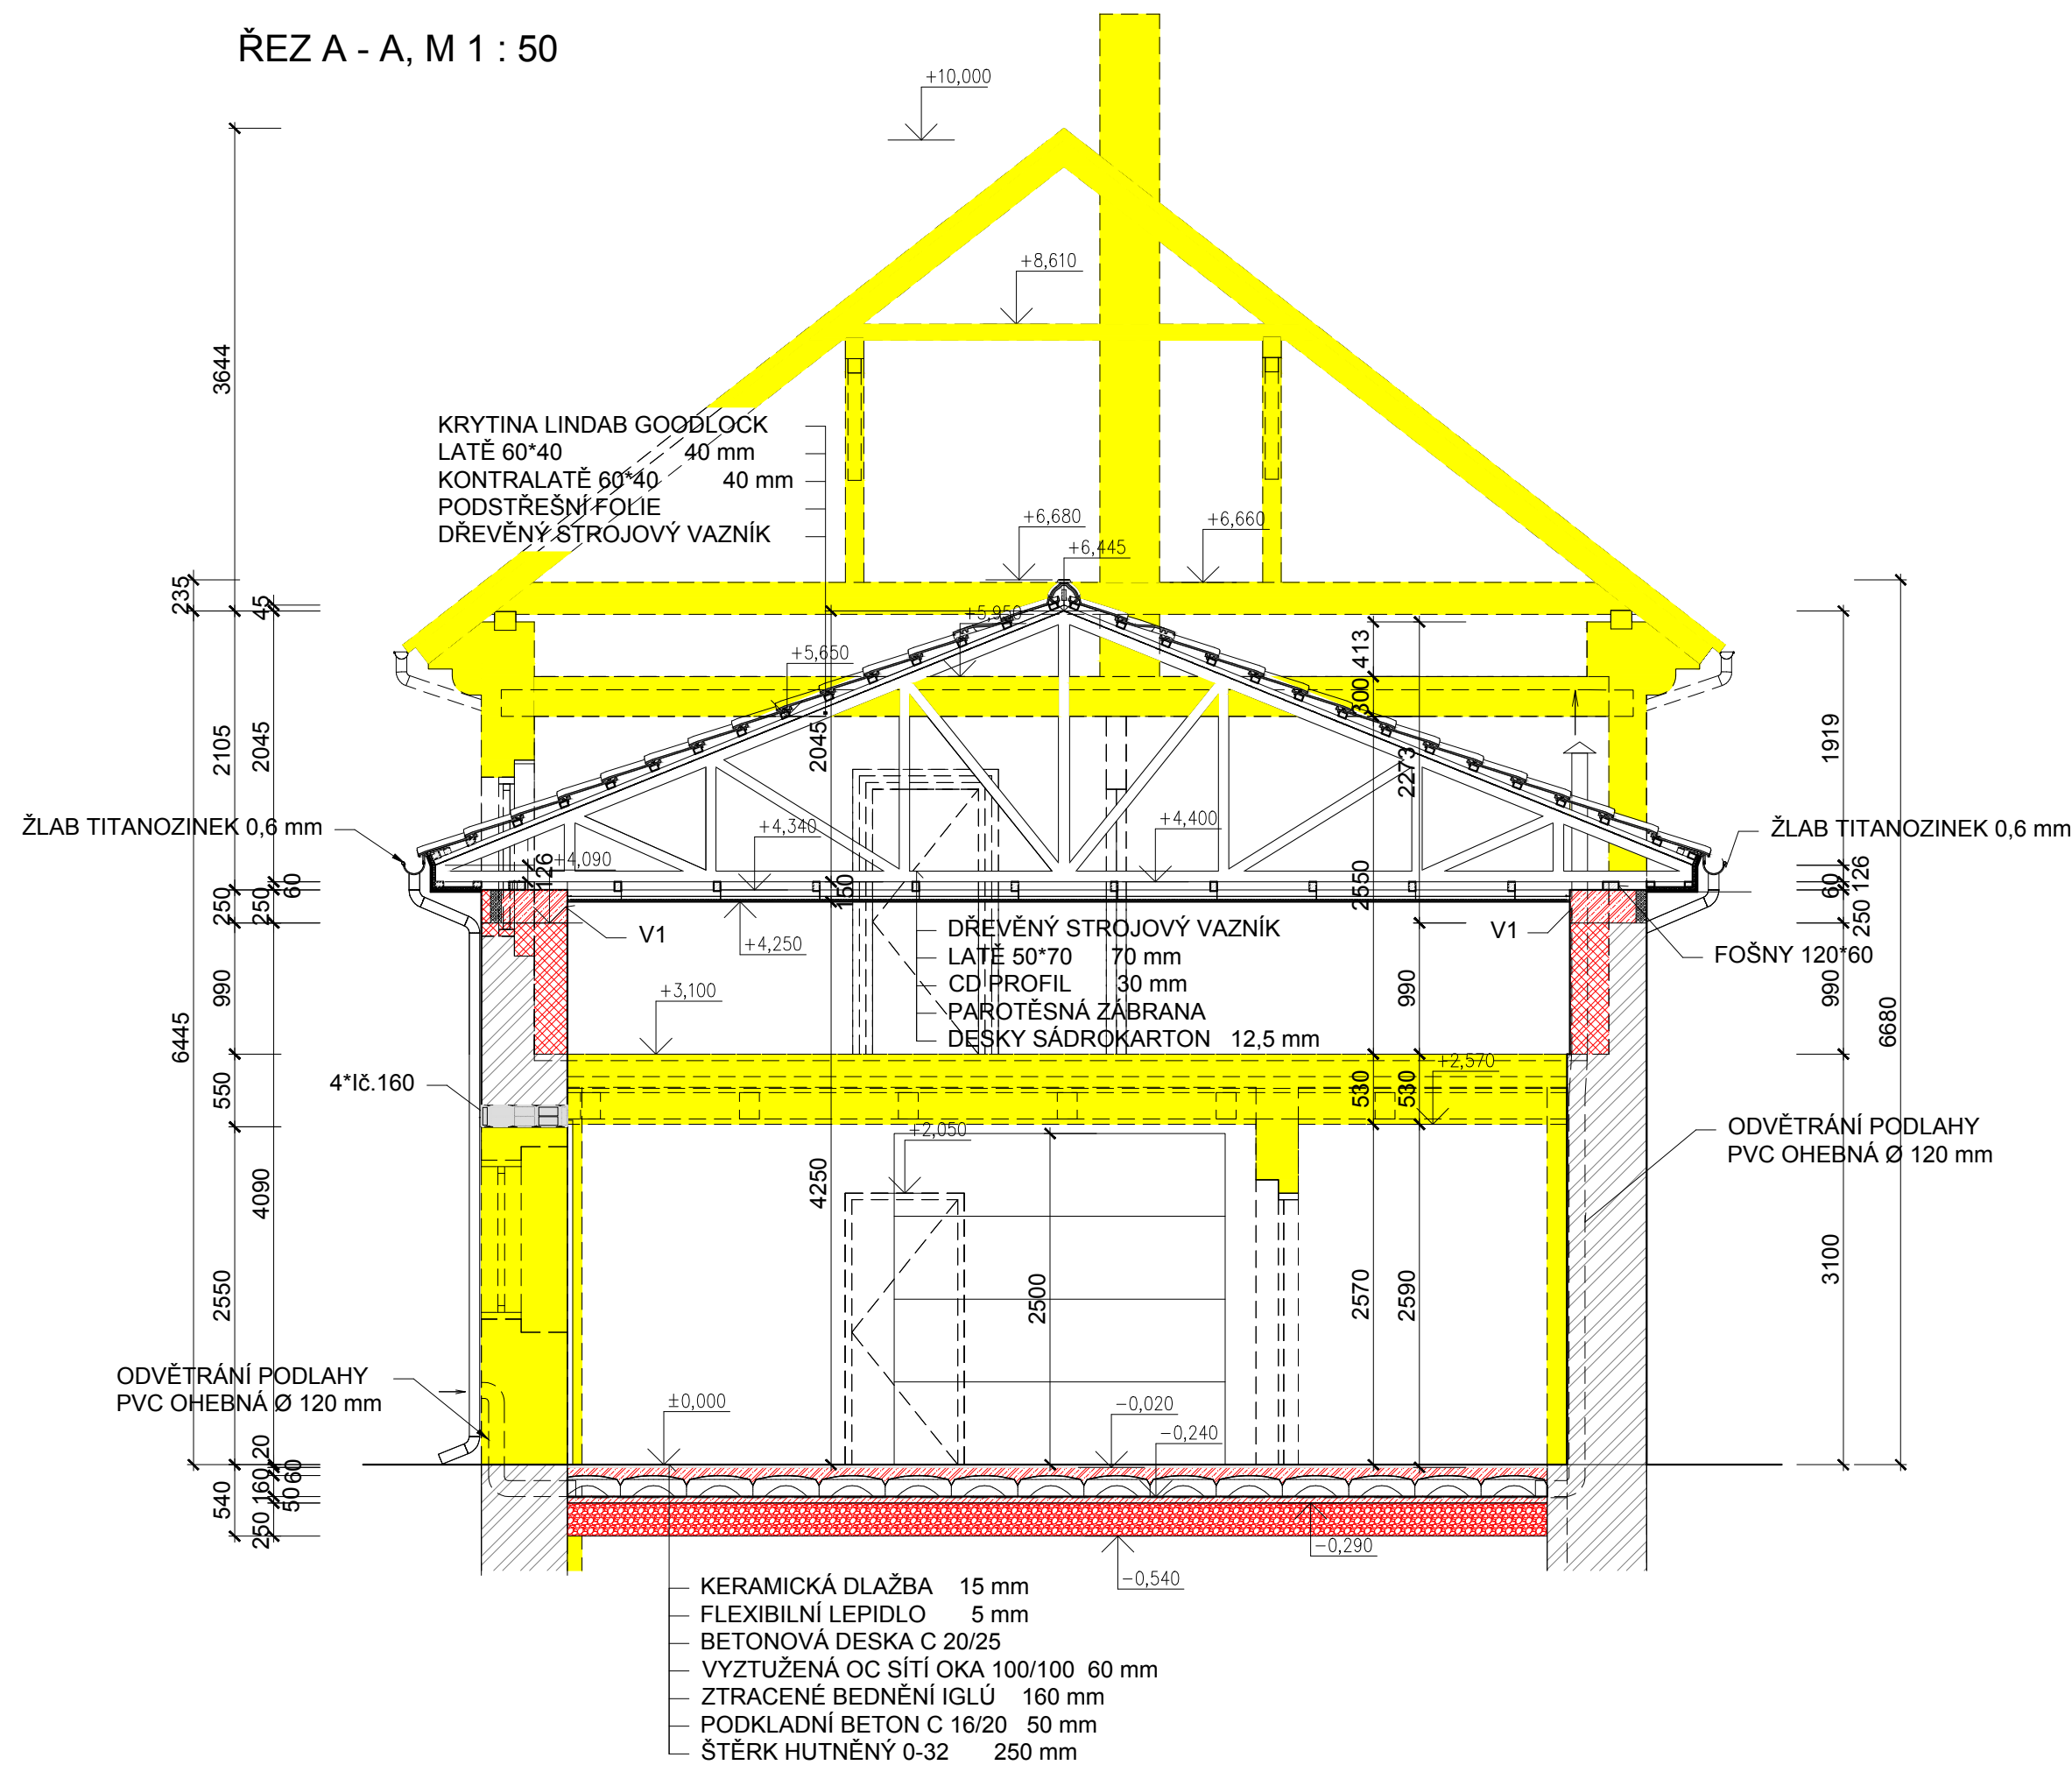 ŘEZ A - A, M 1 : 50
+10,000
+8,610
3644
KRYTINA LINDAB GOODLOCK
LATĚ 60*40 40 mm
KONTRALATĚ 60*40 40 mm
PODSTŘEŠNÍ FOLIE
DŘEVĚNÝ STROJOVÝ VAZNÍK
+6,680
+6,660
+6,445
235
45
+5,950
+5,650
413
300
2105
2045
2045
2273
1919
ŽLAB TITANOZINEK 0,6 mm
ŽLAB TITANOZINEK 0,6 mm
+4,340
+4,400
+4,090
126
150
2550
250
250
60
60
126
250
V1
+4,250
V1
DŘEVĚNÝ STROJOVÝ VAZNÍK
LATĚ 50*70 70 mm
CD PROFIL 30 mm
PAROTĚSNÁ ZÁBRANA
DESKY SÁDROKARTON 12,5 mm
FOŠNY 120*60
+3,100
990
990
990
6445
6680
4*Ič.160
550
530
530
+2,570
+2,050
ODVĚTRÁNÍ PODLAHY
PVC OHEBNÁ Ø 120 mm
4090
4250
2550
2500
2570
2590
3100
ODVĚTRÁNÍ PODLAHY
PVC OHEBNÁ Ø 120 mm
±0,000
-0,020
-0,240
20
60
160
50
540
250
-0,290
-0,540
KERAMICKÁ DLAŽBA 15 mm
FLEXIBILNÍ LEPIDLO 5 mm
BETONOVÁ DESKA C 20/25
VYZTUŽENÁ OC SÍTÍ OKA 100/100 60 mm
ZTRACENÉ BEDNĚNÍ IGLÚ 160 mm
PODKLADNÍ BETON C 16/20 50 mm
ŠTĚRK HUTNĚNÝ 0-32 250 mm